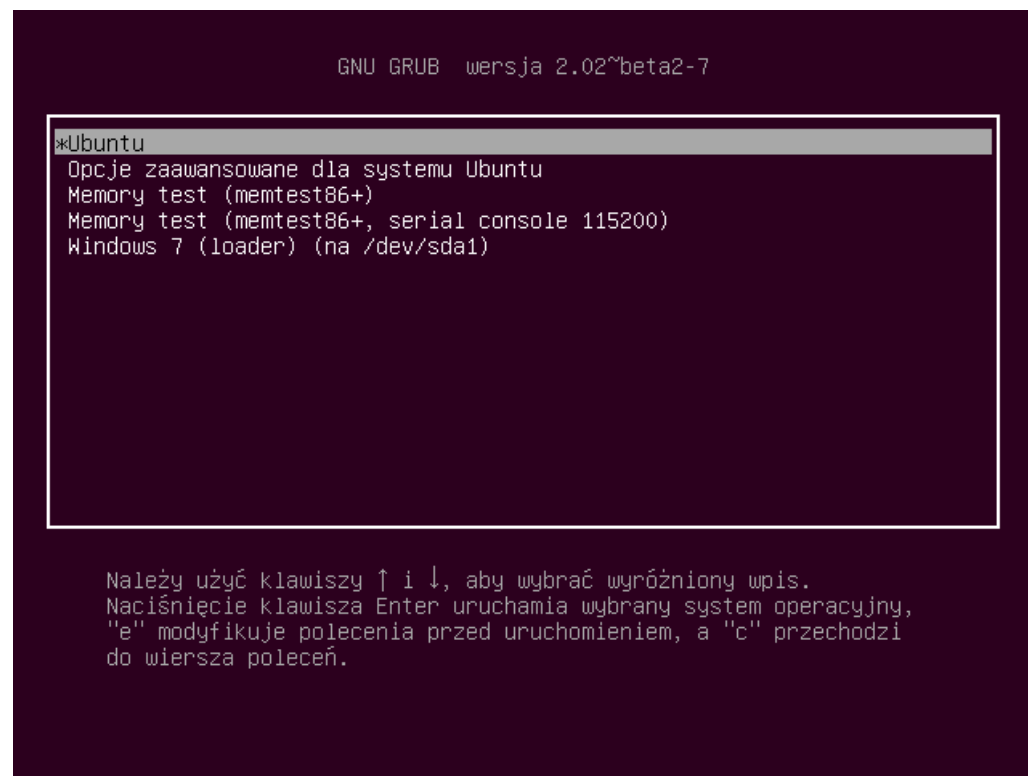 GNU GRUB  wersja 2.02~beta2-7
*Ubuntu
Opcje zaawansowane dla systemu Ubuntu
Memory test (memtest86+)
Memory test (memtest86+, serial console 115200)
Windows 7 (loader) (na /dev/sda1)
Należy użyć klawiszy ↑ i ↓, aby wybrać wyróżniony wpis.
Naciśnięcie klawisza Enter uruchamia wybrany system operacyjny,
"e" modyfikuje polecenia przed uruchomieniem, a "c" przechodzi
do wiersza poleceń.